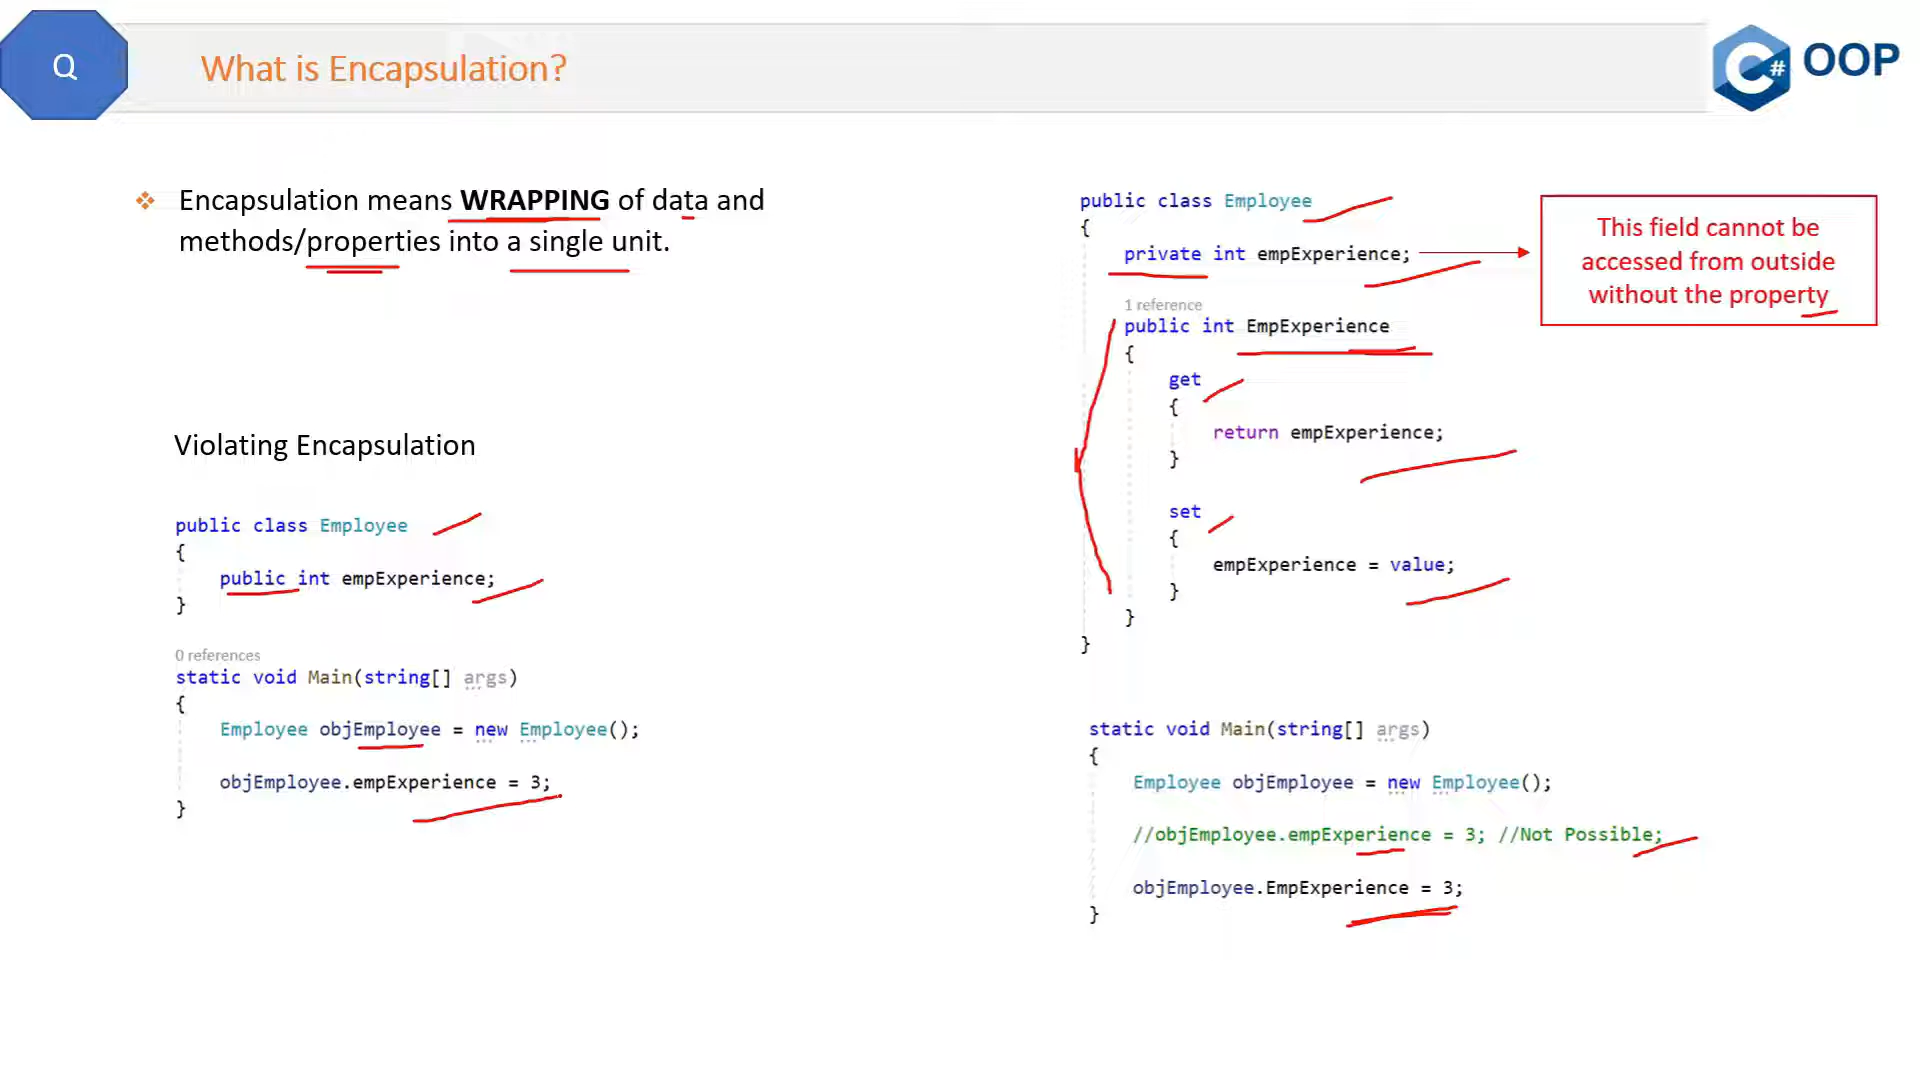 Q
What is Encapsulation?
C# OOP
❖ Encapsulation means WRAPPING of data and
methods/properties into a single unit.
Violating Encapsulation
public class Employee
{
public int empExperience;
}
0 references
static void Main(string[] args)
{
Employee objEmployee = new Employee();
objEmployee.empExperience = 3;
}
public class Employee
{
private int empExperience;
This field cannot be
accessed from outside
without the property
1 reference
public int EmpExperience
{
get
{
return empExperience;
}
set
{
empExperience = value;
}
}
}
static void Main(string[] args)
{
Employee objEmployee = new Employee();
//objEmployee.empExperience = 3; //Not Possible;
objEmployee.EmpExperience = 3;
}